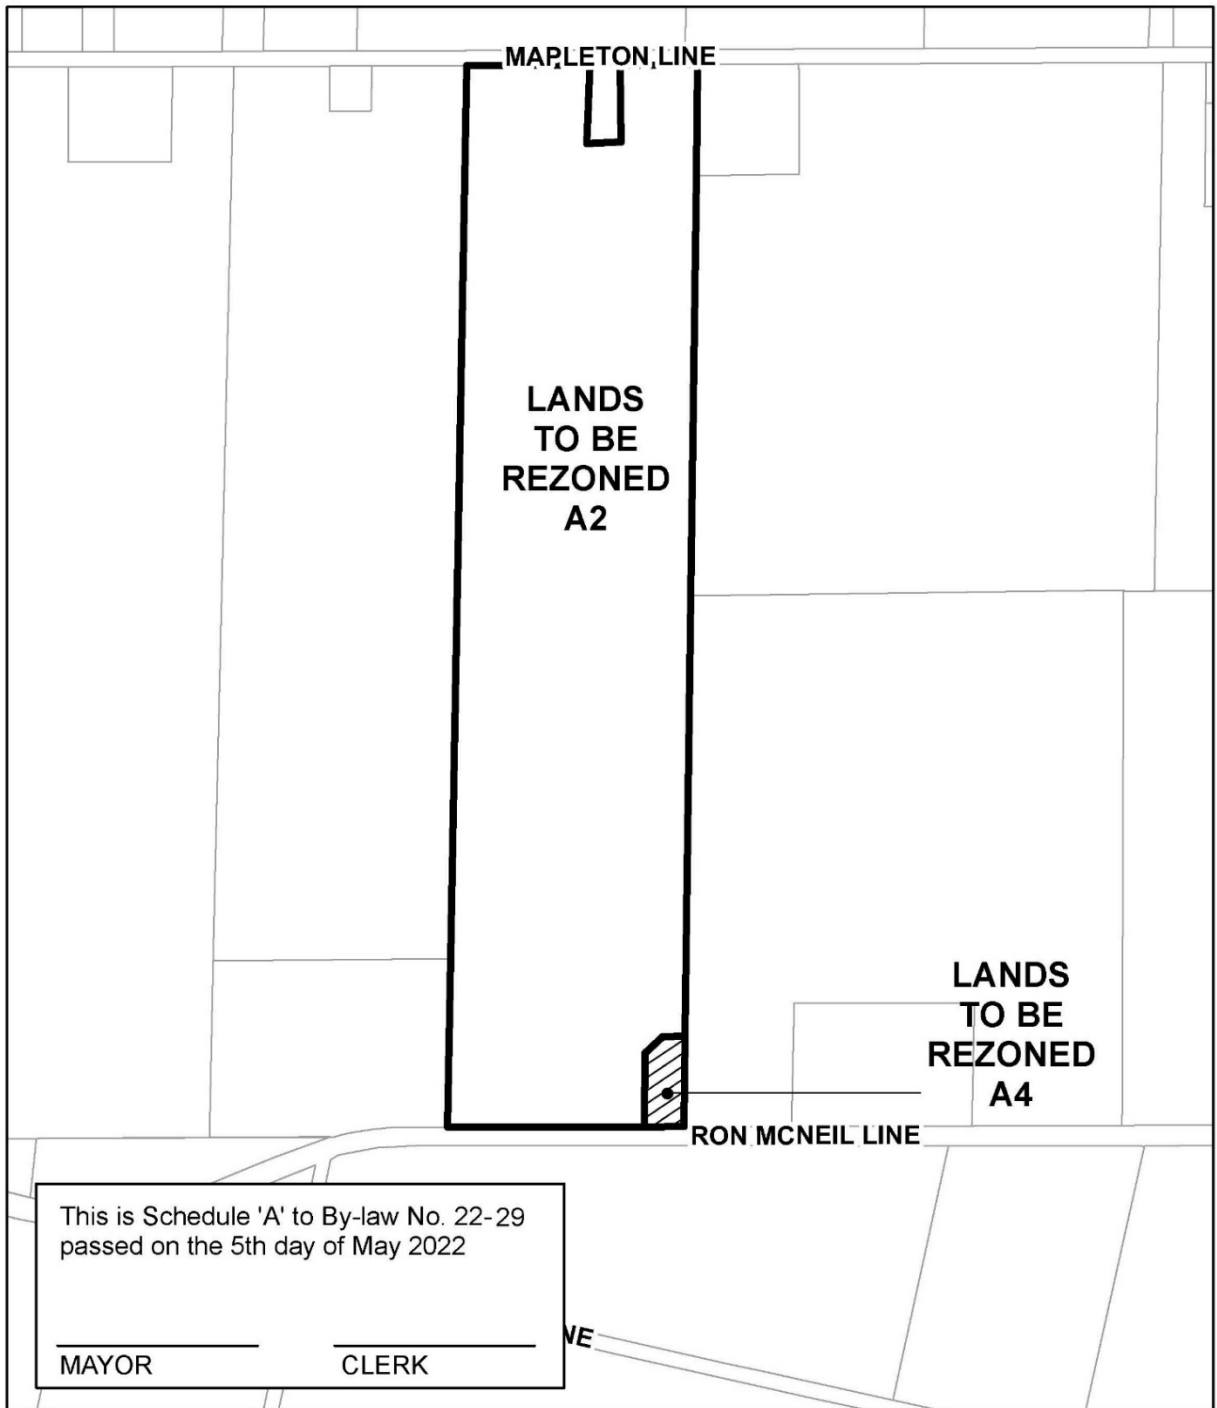 MAPLETON LINE
LANDS
TO BE
REZONED
A2
LANDS
TO BE
REZONED
A4
RON MCNEIL LINE
This is Schedule 'A' to By-law No. 22-29
passed on the 5th day of May 2022
MAYOR CLERK
NE